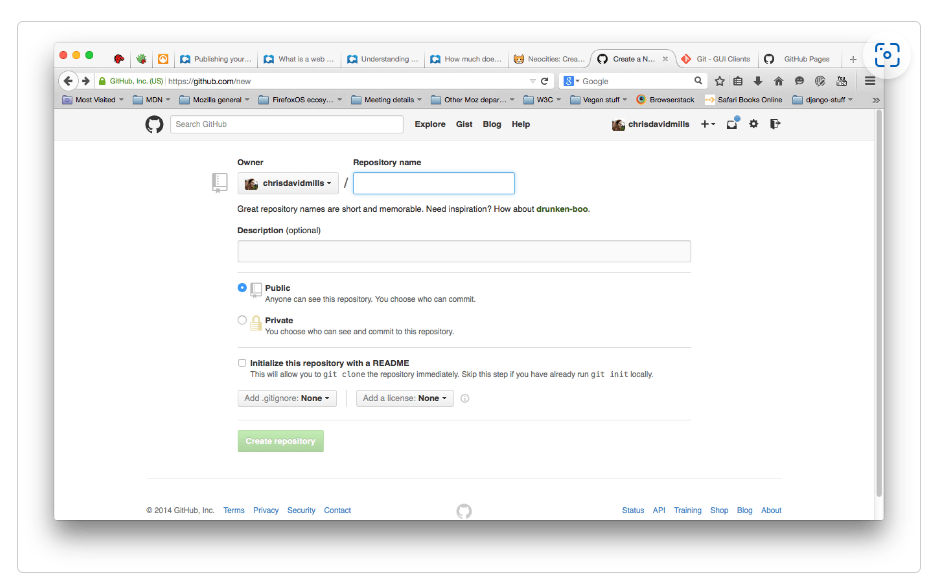 Publishing your...
What is a web ...
Understanding ...
How much doe...
Neocities: Crea...
Create a N...
Git - GUI Clients
GitHub Pages
GitHub, Inc. (US) https://github.com/new
Google
Most Visited
MDN
Mozilla general
FirefoxOS eccay...
Meeting details
Other Moz depar...
W3C
Vegan stuff
Browserstack
Safari Books Online
django-stuff
Search GitHub
Explore Gist Blog Help
chrisdavidmills
Owner
Repository name
chrisdavidmills /
Great repository names are short and memorable. Need inspiration? How about drunken-boo.
Description (optional)
Public
Anyone can see this repository. You choose who can commit.
Private
You choose who can see and commit to this repository.
Initialize this repository with a README
This will allow you to git clone the repository immediately. Skip this step if you have already run git init locally.
Add .gitignore: None
Add a license: None
Create repository
© 2014 GitHub, Inc. Terms Privacy Security Contact
Status API Training Shop Blog About